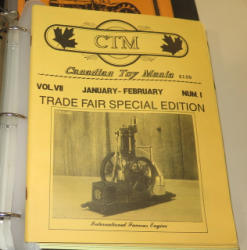 CTM
Canadian Toy Mania
VOL. VII JANUARY - FEBRUARY NUM. I
TRADE FAIR SPECIAL EDITION
International Famous Engine